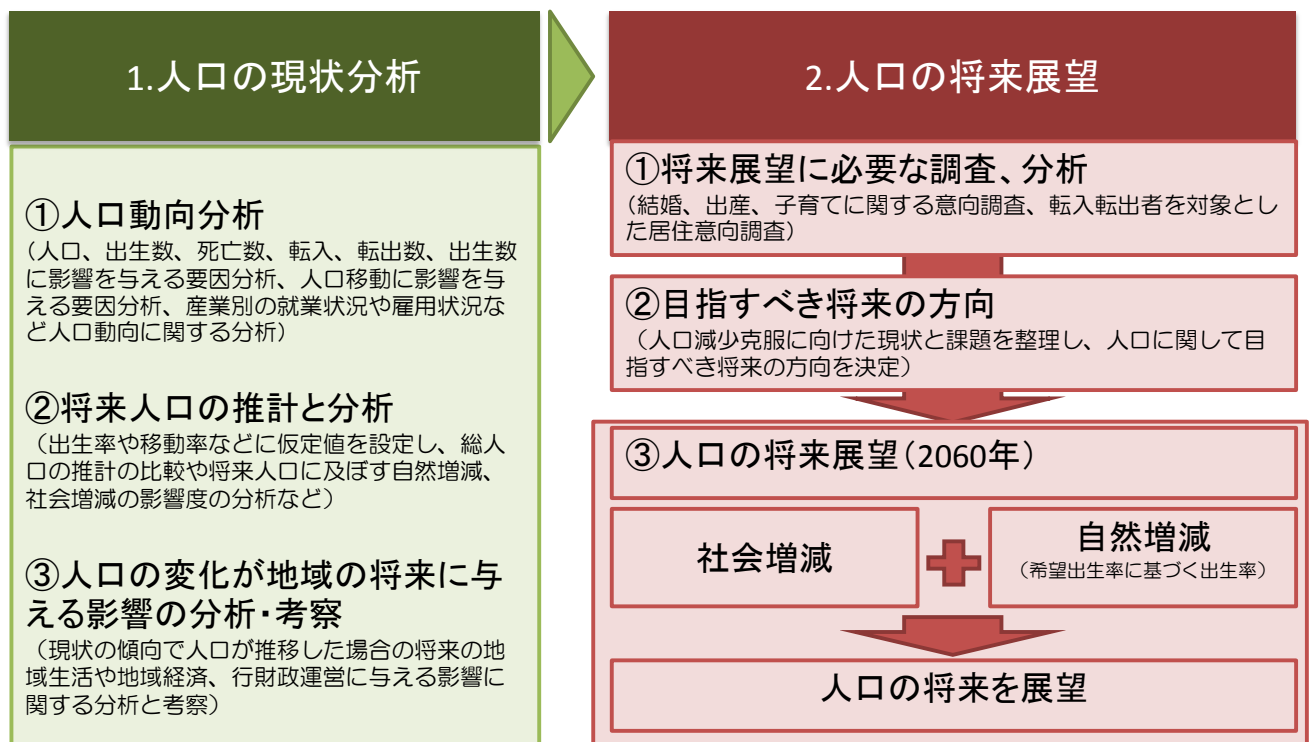 1.人口の現状分析
①人口動向分析
（人口、出生数、死亡数、転入、転出数、出生数
に影響を与える要因分析、人口移動に影響を与
える要因分析、産業別の就業状況や雇用状況な
ど人口動向に関する分析）
②将来人口の推計と分析
（出生率や移動率などに仮定値を設定し、総人
口の推計の比較や将来人口に及ぼす自然増減、
社会増減の影響度の分析など）
③人口の変化が地域の将来に与
える影響の分析・考察
（現状の傾向で人口が推移した場合の将来の地
域生活や地域経済、行財政運営に与える影響に
関する分析と考察）
2.人口の将来展望
①将来展望に必要な調査、分析
（結婚、出産、子育てに関する意向調査、転入転出者を対象とし
た居住意向調査）
②目指すべき将来の方向
（人口減少克服に向けた現状と課題を整理し、人口に関して目
指すべき将来の方向を決定）
③人口の将来展望（2060年）
社会増減
自然増減
（希望出生率に基づく出生率）
人口の将来を展望